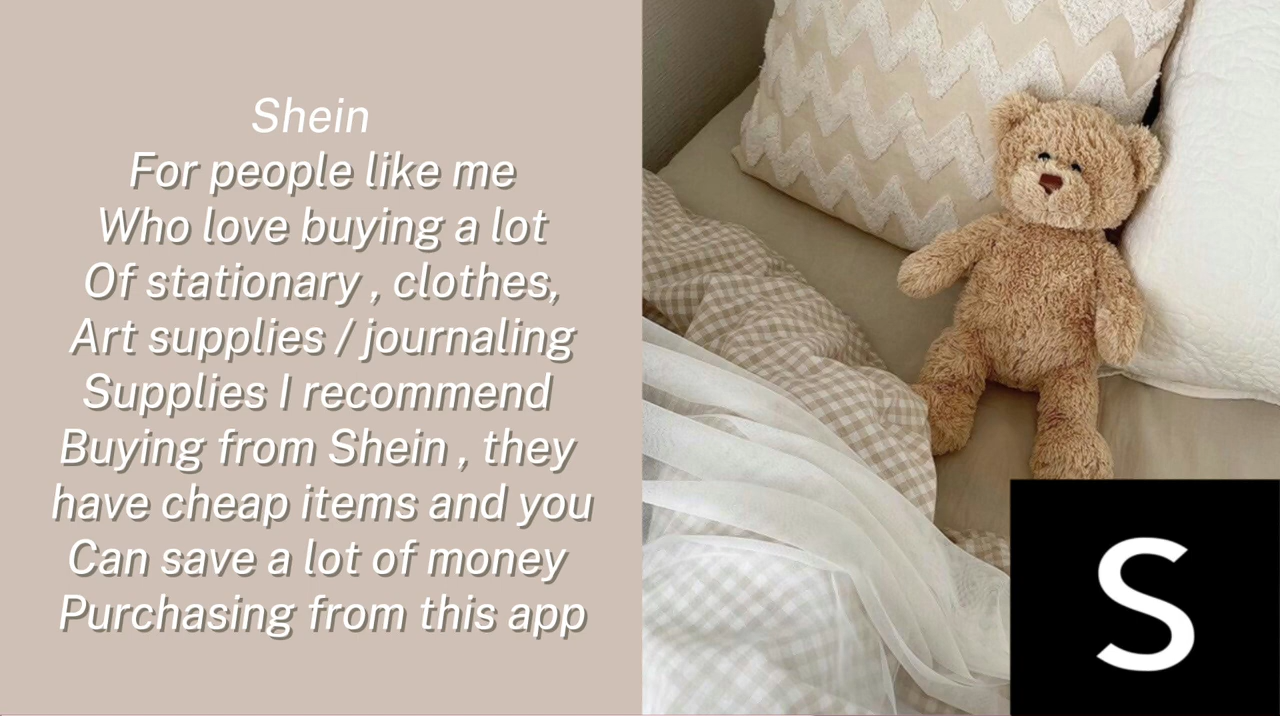 Shein
For people like me
Who love buying a lot
Of stationary , clothes,
Art supplies / journaling
Supplies I recommend
Buying from Shein , they
have cheap items and you
Can save a lot of money
Purchasing from this app
S